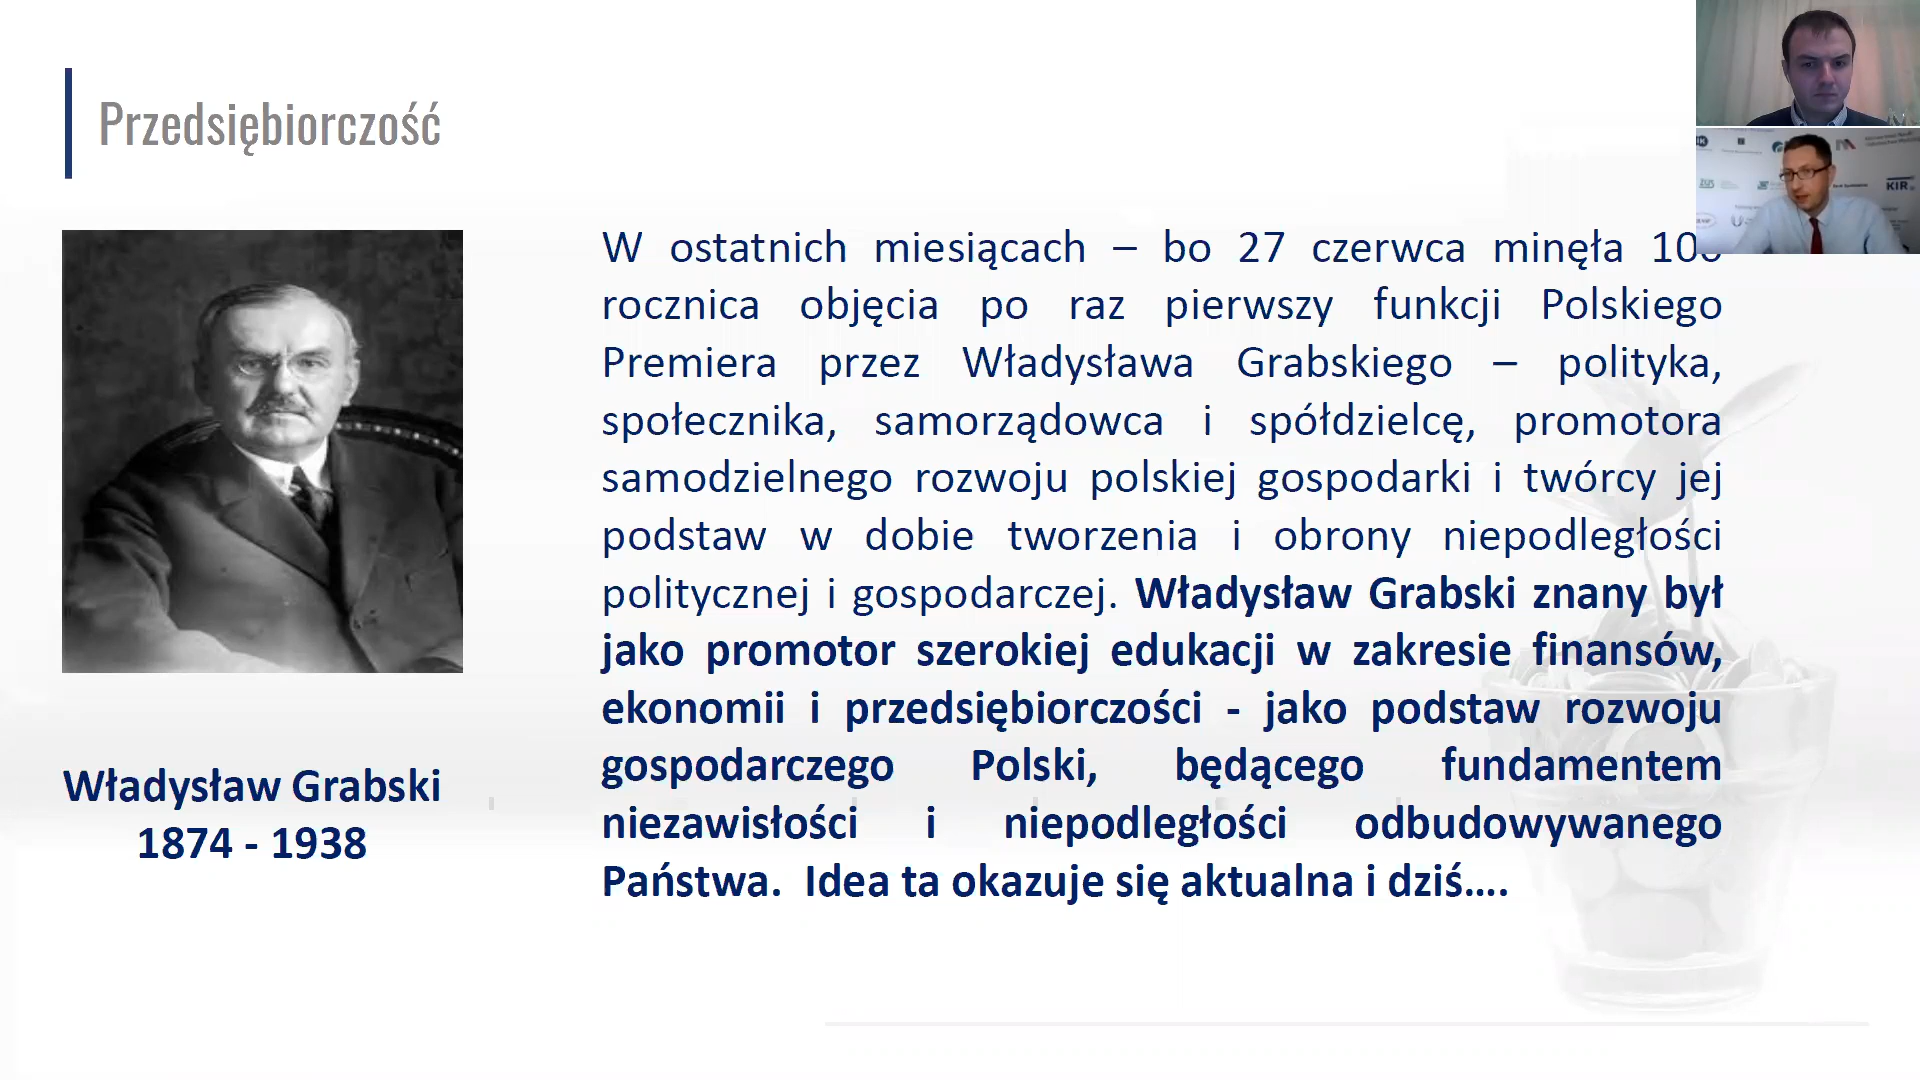 Przedsiębiorczość
W ostatnich miesiącach – bo 27 czerwca minęła 100
rocznica objęcia po raz pierwszy funkcji Polskiego
Premiera przez Władysława Grabskiego – polityka,
społecznika, samorządowca i spółdzielcę, promotora
samodzielnego rozwoju polskiej gospodarki i twórcy jej
podstaw w dobie tworzenia i obrony niepodległości
politycznej i gospodarczej. Władysław Grabski znany był
jako promotor szerokiej edukacji w zakresie finansów,
ekonomii i przedsiębiorczości - jako podstaw rozwoju
gospodarczego Polski, będącego fundamentem
niezawisłości i niepodległości odbudowywanego
Państwa. Idea ta okazuje się aktualna i dziś....
Władysław Grabski
1874 - 1938
ZUS
KIR